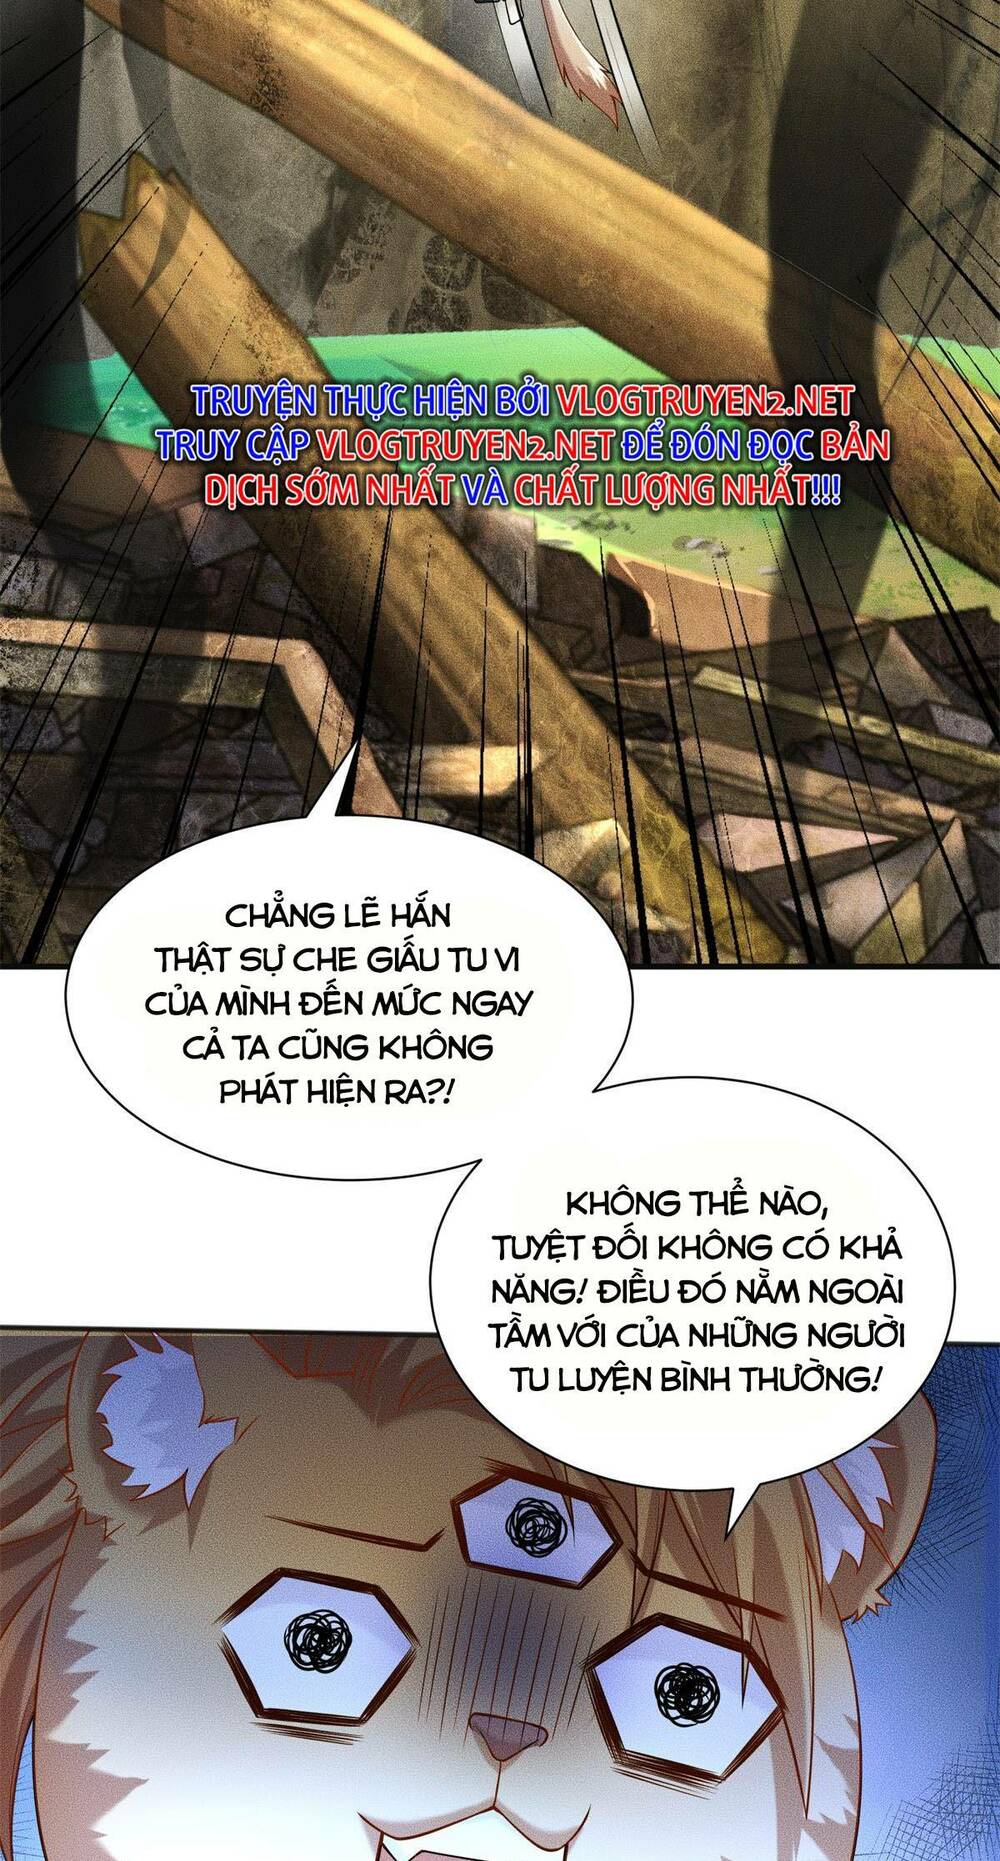 TRUYỆN THỰC HIỆN BỞI VLOGTRUYEN2.NET
TRUY CẬP VLOGTRUYEN2.NET ĐỂ ĐÓN ĐỌC BẢN
DỊCH SỚM NHẤT VÀ CHẤT LƯỢNG NHẤT!!!
CHẲNG LẼ HẮN
THẬT SỰ CHE GIẤU TU VI
CỦA MÌNH ĐẾN MỨC NGAY
CẢ TA CŨNG KHÔNG
PHÁT HIỆN RA?!
KHÔNG THỂ NÀO,
TUYỆT ĐỐI KHÔNG CÓ KHẢ
NĂNG! ĐIỀU ĐÓ NẰM NGOÀI
TẦM VỚI CỦA NHỮNG NGƯỜI
TU LUYỆN BÌNH THƯỜNG!